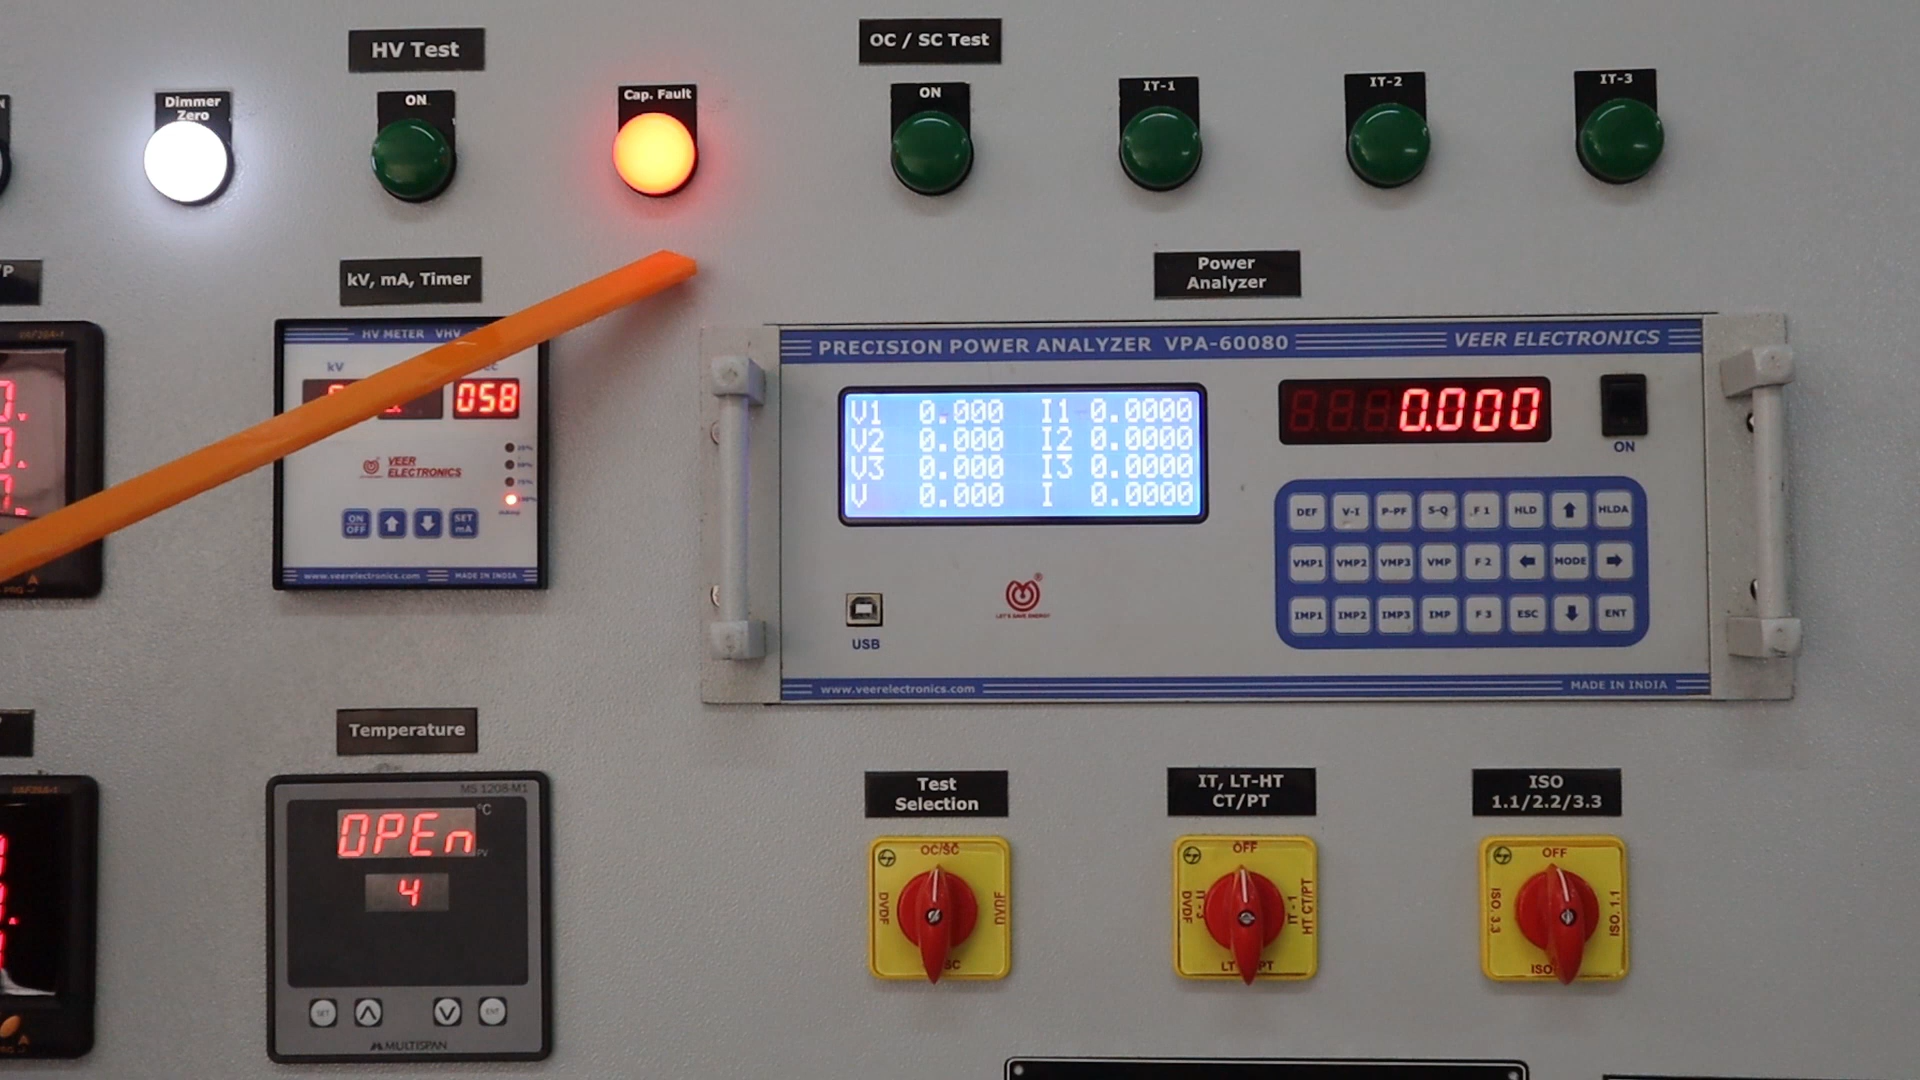 HV Test
OC / SC Test
Dimmer
Zero
ON
Cap. Fault
ON
IT-1
IT-2
IT-3
kV, mA, Timer
Power
Analyzer
HV METER VHV
kV
058
VEER
ELECTRONICS
ON
OFF
SET
mA
www.veerelectronics.com
MADE IN INDIA
PRECISION POWER ANALYZER VPA-60080
VEER ELECTRONICS
V1 0.000 I1 0.0000
V2 0.000 I2 0.0000
V3 0.000 I3 0.0000
V 0.000 I 0.0000
0.000
ON
DEF V-I P-PF S-Q F 1 HLD HLDA
VMP1 VMP2 VMP3 VMP F 2 MODE
IMP1 IMP2 IMP3 IMP F 3 ESC ENT
USB
LET'S SAVE ENERGY
www.veerelectronics.com
MADE IN INDIA
Temperature
MS 1208-M1
OPEn
°C
PV
4
SET
ENT
MULTISPAN
Test
Selection
IT, LT-HT
CT/PT
ISO
1.1/2.2/3.3
OC/SC
DVDF
DVDF
SC
OFF
IT - 3
DVDF
IT - 1
HT CT/PT
OFF
ISO. 3.3
ISO. 1.1
ISO